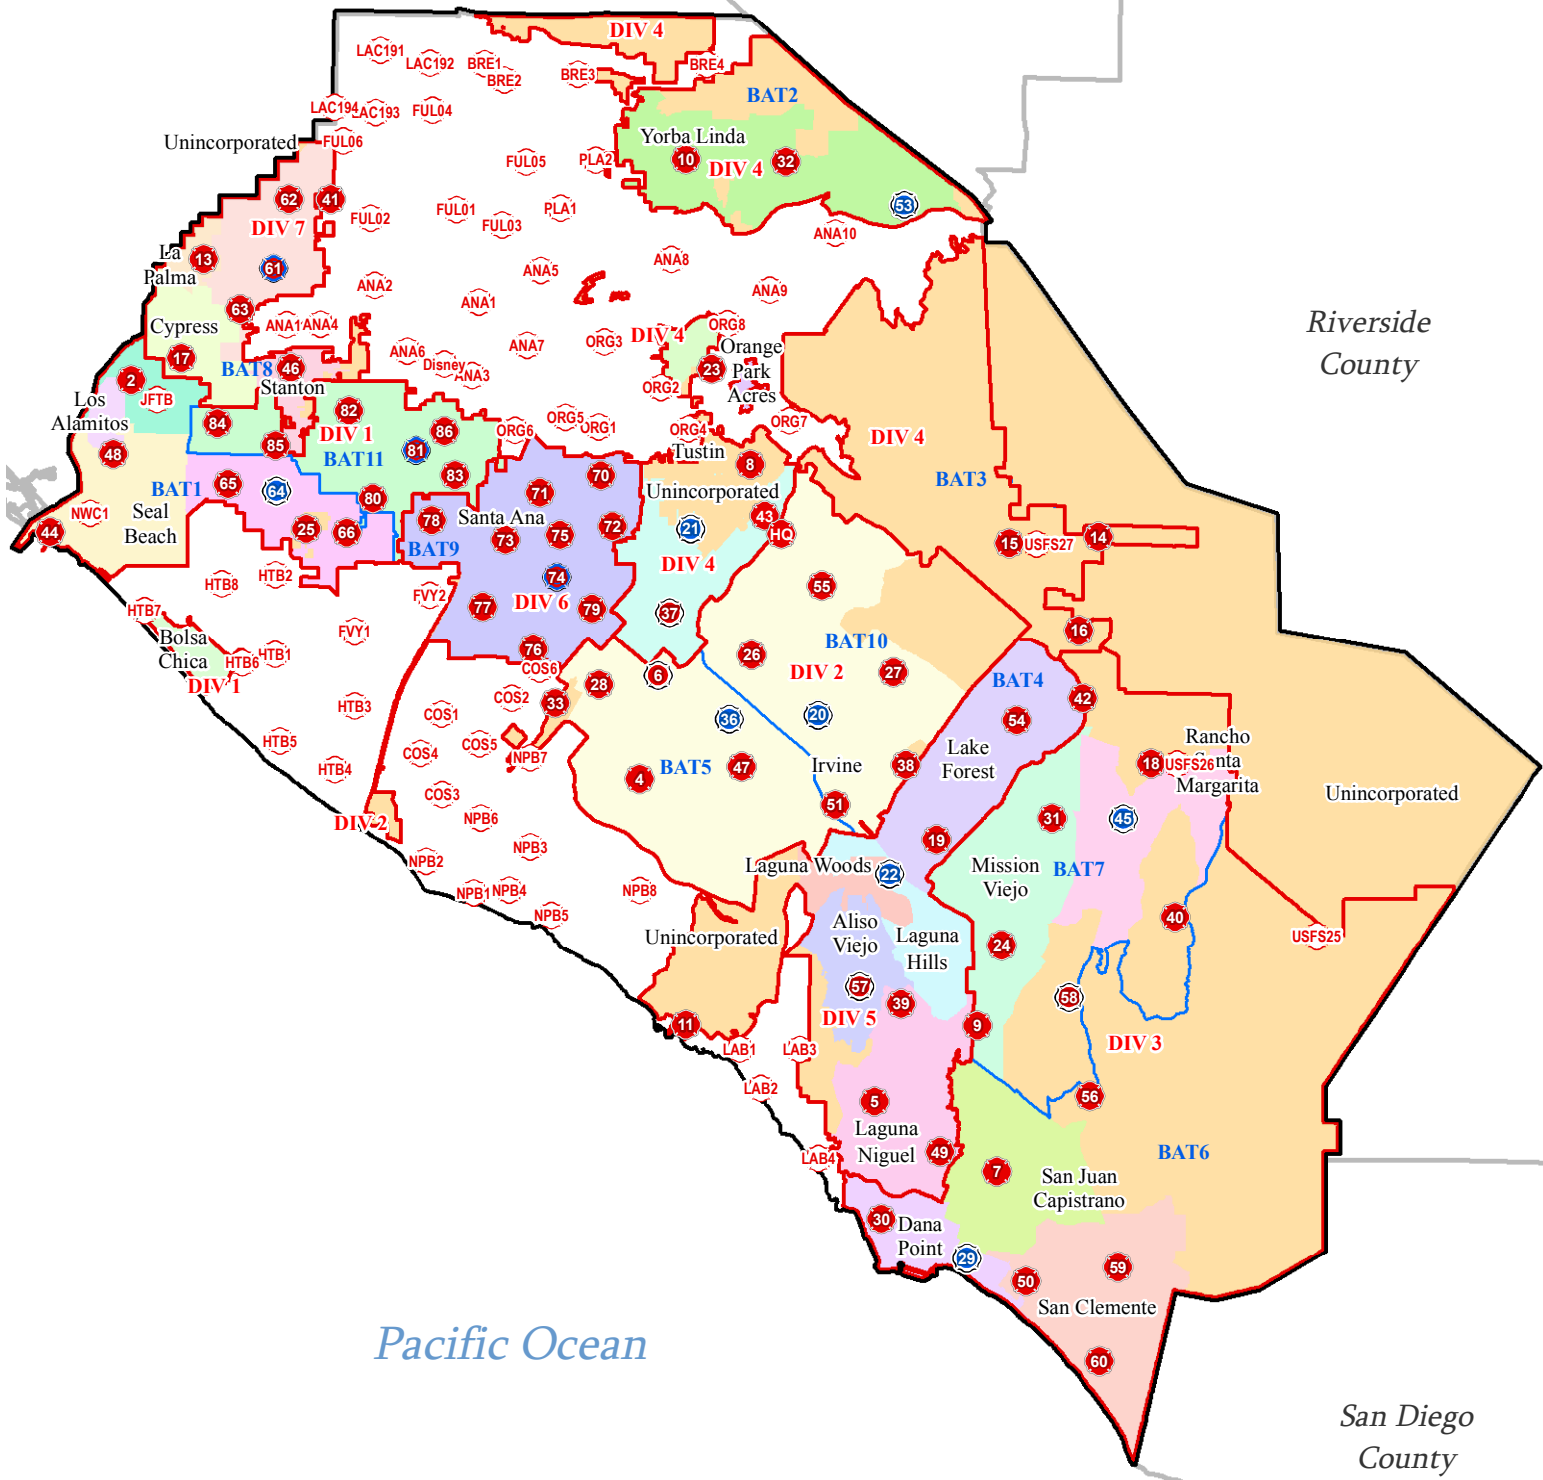 DIV 4
LAC191
LAC192
BRE1
BRE2
BRE3
BRE4
BAT2
LAC194
LAC193
FUL04
Unincorporated
FUL06
Yorba Linda
10
32
DIV 4
FUL05
PLA2
62
41
53
DIV 7
FUL02
FUL01
FUL03
PLA1
ANA10
La
Palma
13
61
ANA8
ANA5
ANA2
ANA1
ANA9
63
Cypress
ANA1
ANA4
DIV 4
ORG8
ORG3
ANA7
ANA6
Disney
ANA3
17
BAT8
46
Stanton
23
Orange
Park
Acres
ORG2
2
JFTB
Los
Alamitos
84
82
DIV 1
85
86
81
BAT11
ORG6
ORG5
ORG1
ORG4
ORG7
DIV 4
Tustin
8
48
83
70
Unincorporated
BAT3
BAT1
65
64
80
71
NWC1
Seal
Beach
44
25
66
78
Santa Ana
73
75
72
21
43
HQ
BAT9
15
USFS27
14
DIV 4
HTB8
HTB2
74
DIV 6
FVY2
77
79
37
55
HTB7
Bolsa
Chica
HTB6
HTB1
DIV 1
FVY1
76
COS6
16
BAT10
26
DIV 2
27
6
28
BAT4
42
HTB3
COS1
COS2
33
36
20
54
HTB5
COS4
COS5
NPB7
Lake
Forest
Rancho
Santa
Margarita
18
USFS26
HTB4
4
BAT5
47
Irvine
38
COS3
51
Unincorporated
DIV 2
NPB6
31
45
19
NPB3
NPB2
Laguna Woods
22
Mission
Viejo
BAT7
NPB1
NPB4
NPB8
NPB5
Aliso
Viejo
40
Unincorporated
Laguna
Hills
24
USFS25
57
39
58
DIV 5
11
9
DIV 3
LAB1
LAB3
LAB2
5
56
Laguna
Niguel
49
LAB4
BAT6
7
San Juan
Capistrano
30
Dana
Point
29
50
59
San Clemente
60
Riverside
County
Pacific Ocean
San Diego
County